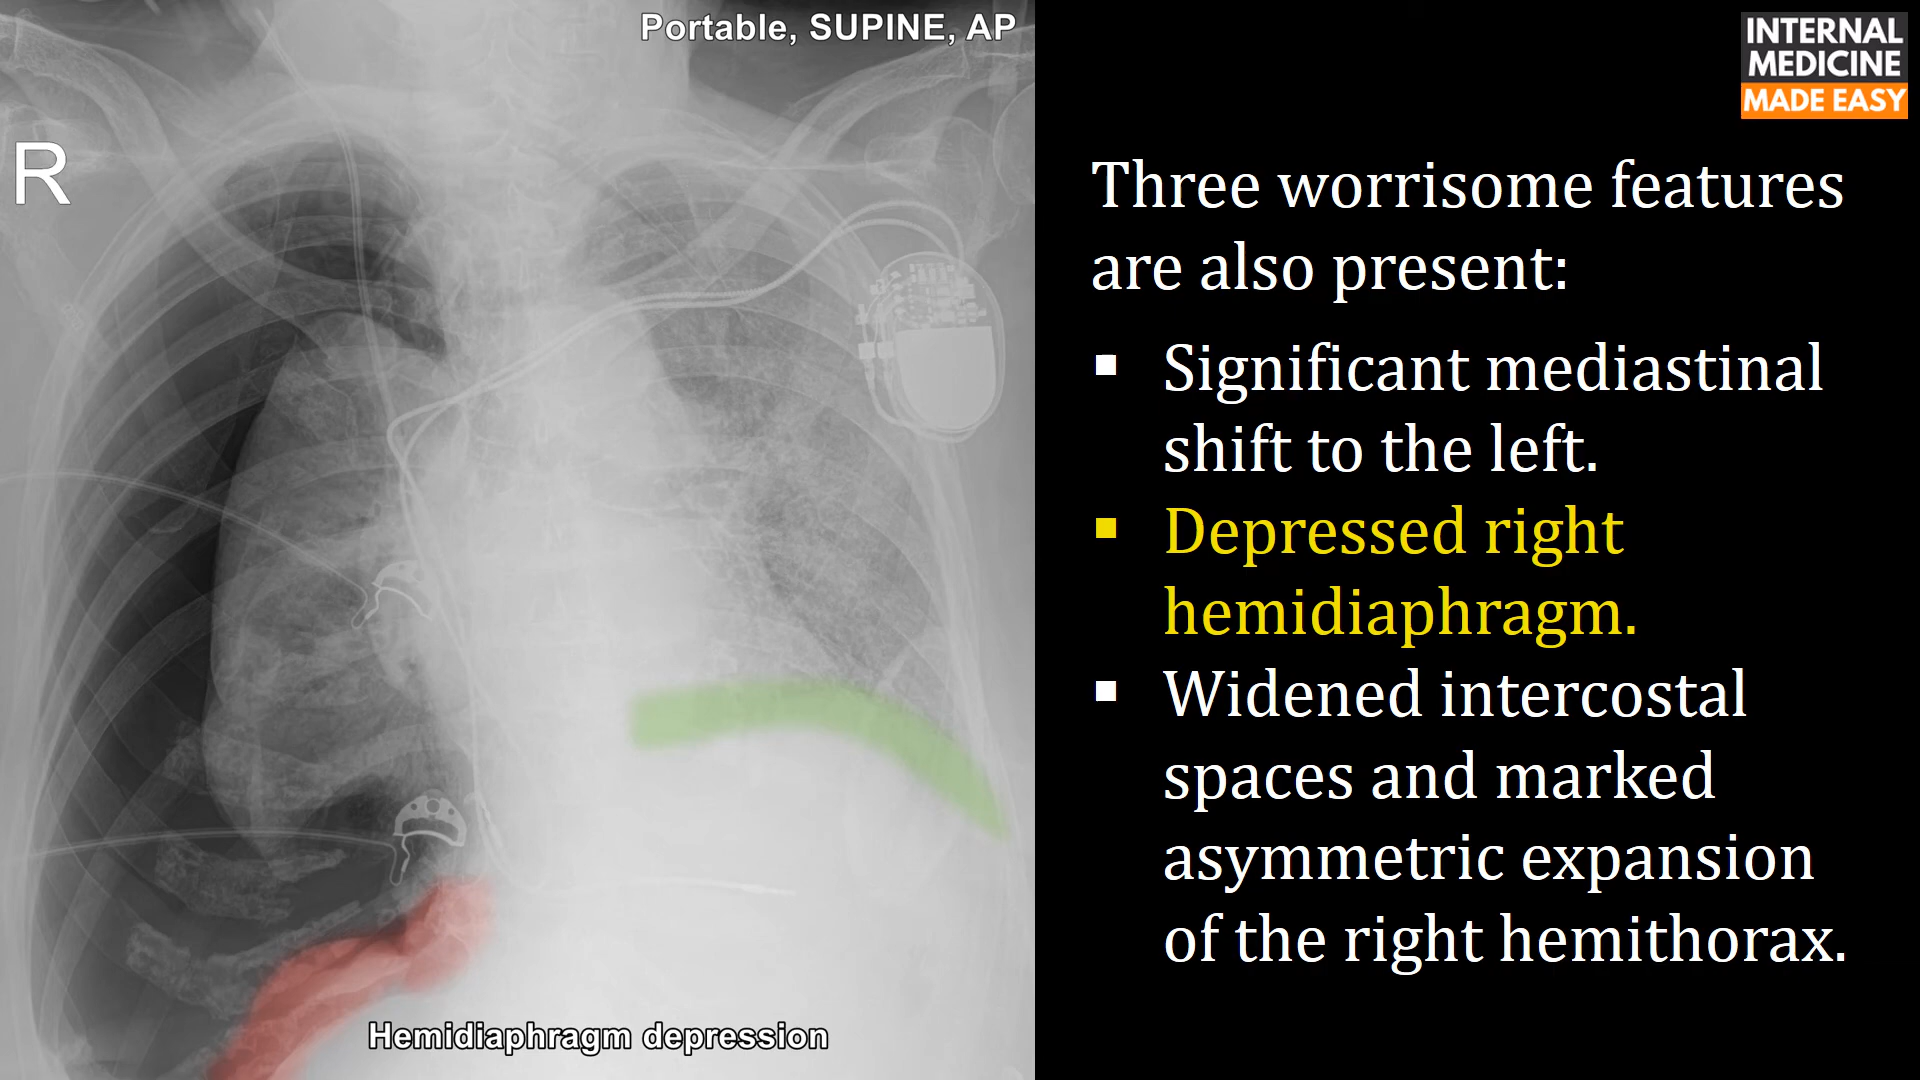 Portable, SUPINE, AP
R
Hemidiaphragm depression
INTERNAL
MEDICINE
MADE EASY
Three worrisome features
are also present:
▪ Significant mediastinal
shift to the left.
▪ Depressed right
hemidiaphragm.
▪ Widened intercostal
spaces and marked
asymmetric expansion
of the right hemithorax.